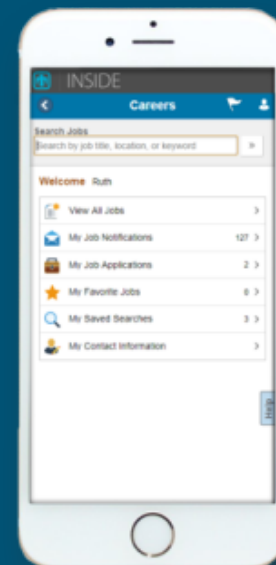 INSIDE
Careers
Search Jobs
Search by job title, location, or keyword
»
Welcome Ruth
View All Jobs
My Job Notifications 127
My Job Applications 2
My Favorite Jobs 0
My Saved Searches 3
My Contact Information
Help